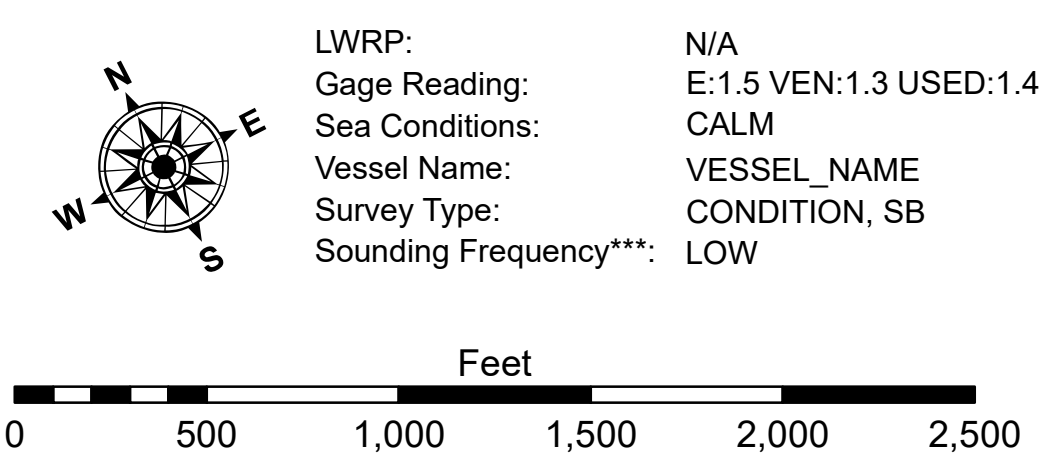 N
E
W
S
LWRP: N/A
Gage Reading: E:1.5 VEN:1.3 USED:1.4
Sea Conditions: CALM
Vessel Name: VESSEL_NAME
Survey Type: CONDITION, SB
Sounding Frequency***: LOW
Feet
0 500 1,000 1,500 2,000 2,500